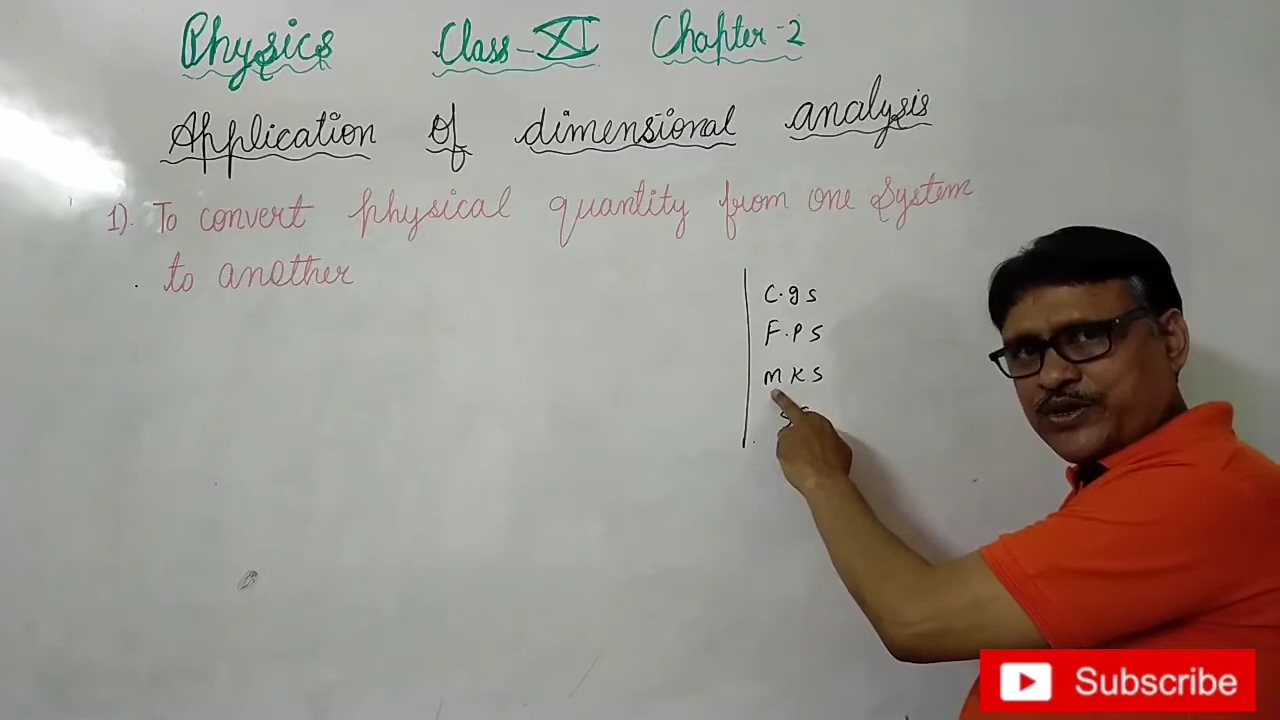 Physics Class-XI Chapter-2
Application of dimensional analysis
1). To convert physical quantity from one System
to another
C.g s
F.P S
M K S
Subscribe